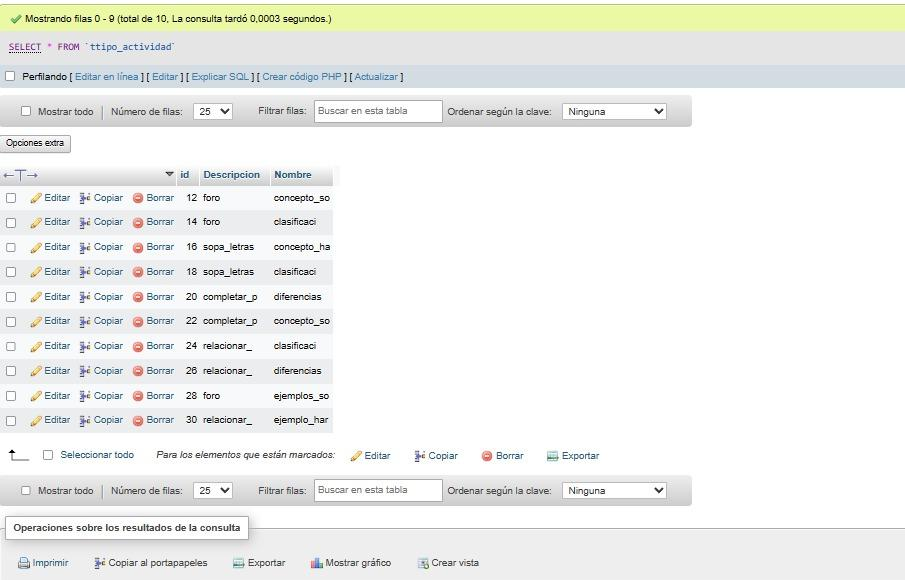 Mostrando filas 0 - 9 (total de 10, La consulta tardó 0,0003 segundos.)
SELECT * FROM `ttipo_actividad`
Perfilando [ Editar en línea ] [ Editar ] [ Explicar SQL ] [ Crear código PHP ] [ Actualizar ]
Mostrar todo | Número de filas: 25 Filtrar filas: Buscar en esta tabla Ordenar según la clave: Ninguna
Opciones extra
←T→ id Descripcion Nombre
Editar Copiar Borrar 12 foro concepto_so
Editar Copiar Borrar 14 foro clasificaci
Editar Copiar Borrar 16 sopa_letras concepto_ha
Editar Copiar Borrar 18 sopa_letras clasificaci
Editar Copiar Borrar 20 completar_p diferencias
Editar Copiar Borrar 22 completar_p concepto_so
Editar Copiar Borrar 24 relacionar_ clasificaci
Editar Copiar Borrar 26 relacionar_ diferencias
Editar Copiar Borrar 28 foro ejemplos_so
Editar Copiar Borrar 30 relacionar_ ejemplo_har
Seleccionar todo Para los elementos que están marcados: Editar Copiar Borrar Exportar
Mostrar todo | Número de filas: 25 Filtrar filas: Buscar en esta tabla Ordenar según la clave: Ninguna
Operaciones sobre los resultados de la consulta
Imprimir Copiar al portapapeles Exportar Mostrar gráfico Crear vista